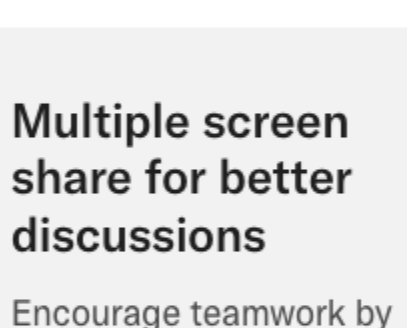 Multiple screen
share for better
discussions
Encourage teamwork by